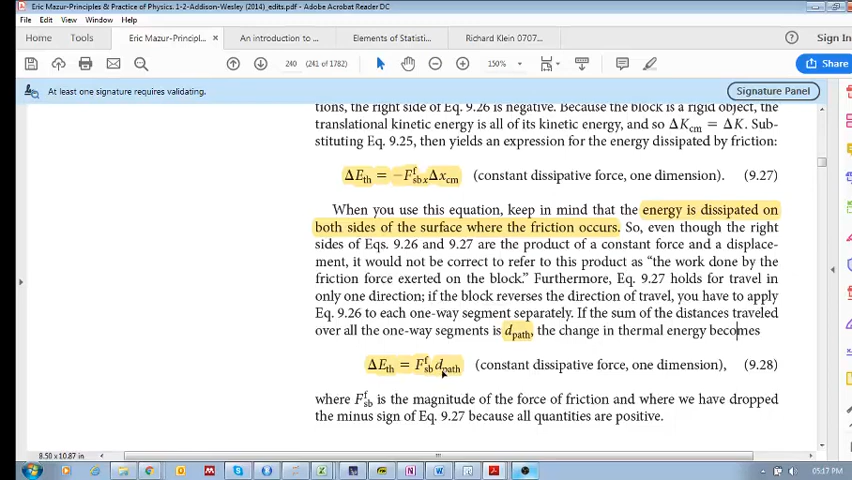 Eric Mazur-Principles & Practice of Physics. 1-2-Addison-Wesley (2014)_edits.pdf - Adobe Acrobat Reader DC
File Edit View Window Help
Home Tools Eric Mazur-Principl... × An introduction to ... Elements of Statisti... Richard Klein 0707... Sign In
240 (241 of 1782) 150% Share
At least one signature requires validating. Signature Panel
tions, the right side of Eq. 9.26 is negative. Because the block is a rigid object, the
translational kinetic energy is all of its kinetic energy, and so ΔK_cm = ΔK. Sub-
stituting Eq. 9.25, then yields an expression for the energy dissipated by friction:
ΔE_th = −F^f_sb x Δx_cm (constant dissipative force, one dimension). (9.27)
When you use this equation, keep in mind that the energy is dissipated on
both sides of the surface where the friction occurs. So, even though the right
sides of Eqs. 9.26 and 9.27 are the product of a constant force and a displace-
ment, it would not be correct to refer to this product as “the work done by the
friction force exerted on the block.” Furthermore, Eq. 9.27 holds for travel in
only one direction; if the block reverses the direction of travel, you have to apply
Eq. 9.26 to each one-way segment separately. If the sum of the distances traveled
over all the one-way segments is d_path, the change in thermal energy becomes
ΔE_th = F^f_sb d_path (constant dissipative force, one dimension), (9.28)
where F^f_sb is the magnitude of the force of friction and where we have dropped
the minus sign of Eq. 9.27 because all quantities are positive.
8.50 x 10.87 in
05:17 PM